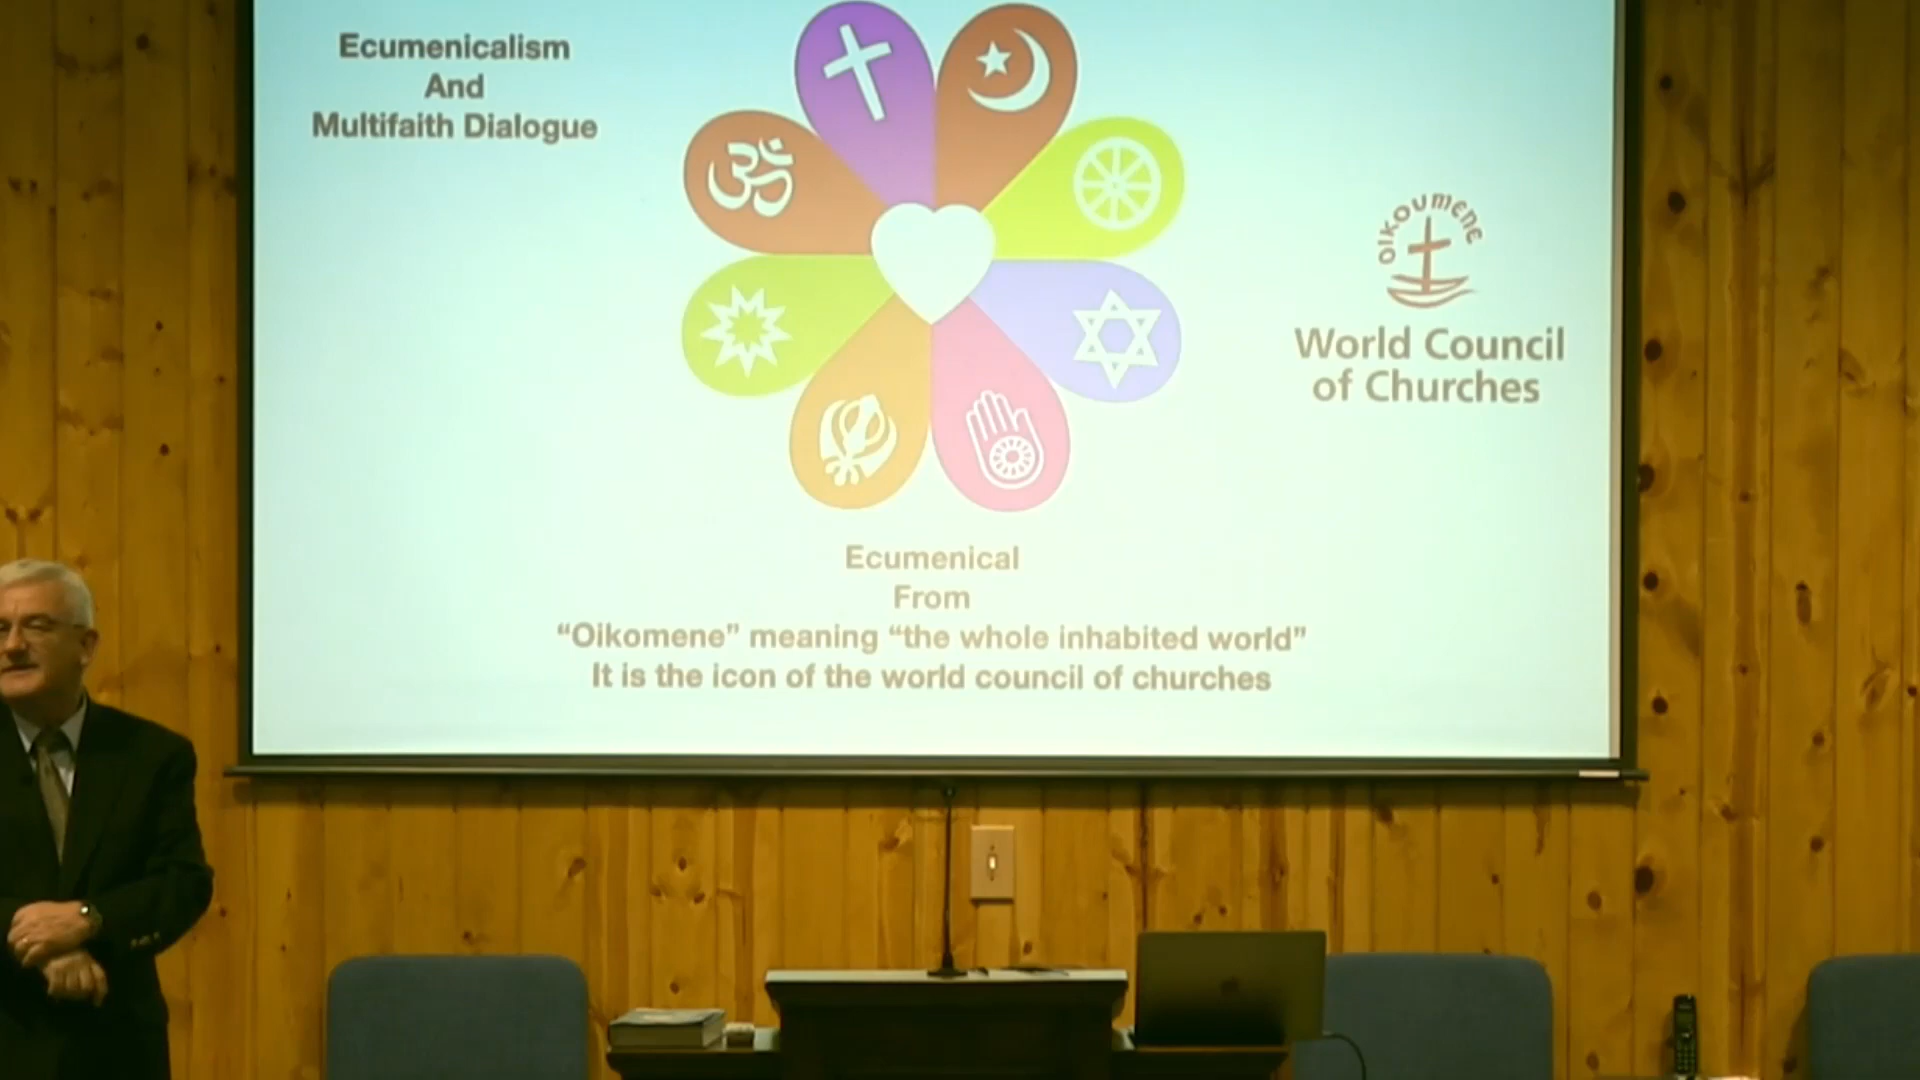 Ecumenicalism
And
Multifaith Dialogue
ॐ
OIKOUMENE
World Council
of Churches
Ecumenical
From
“Oikomene” meaning “the whole inhabited world”
It is the icon of the world council of churches